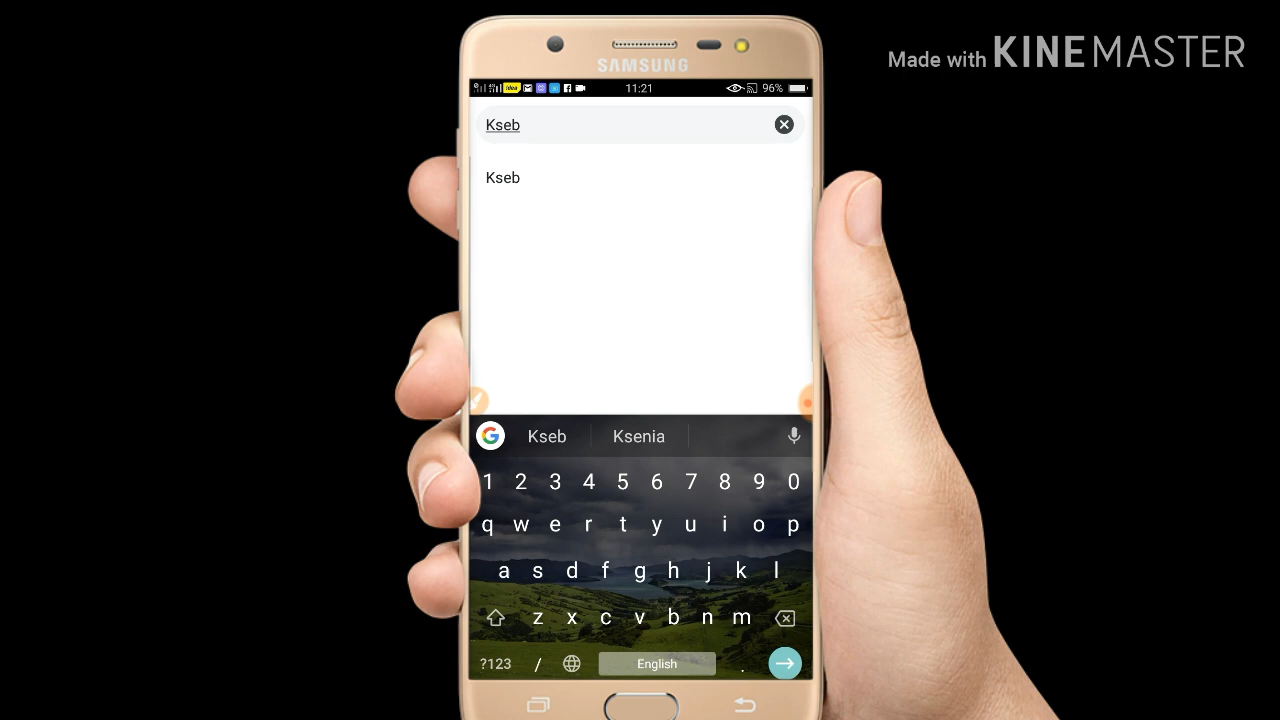 Made with KINEMASTER
SAMSUNG
idea 11:21 96%
Kseb
Kseb
Kseb Ksenia
1 2 3 4 5 6 7 8 9 0
q w e r t y u i o p
a s d f g h j k l
z x c v b n m
?123 / English .